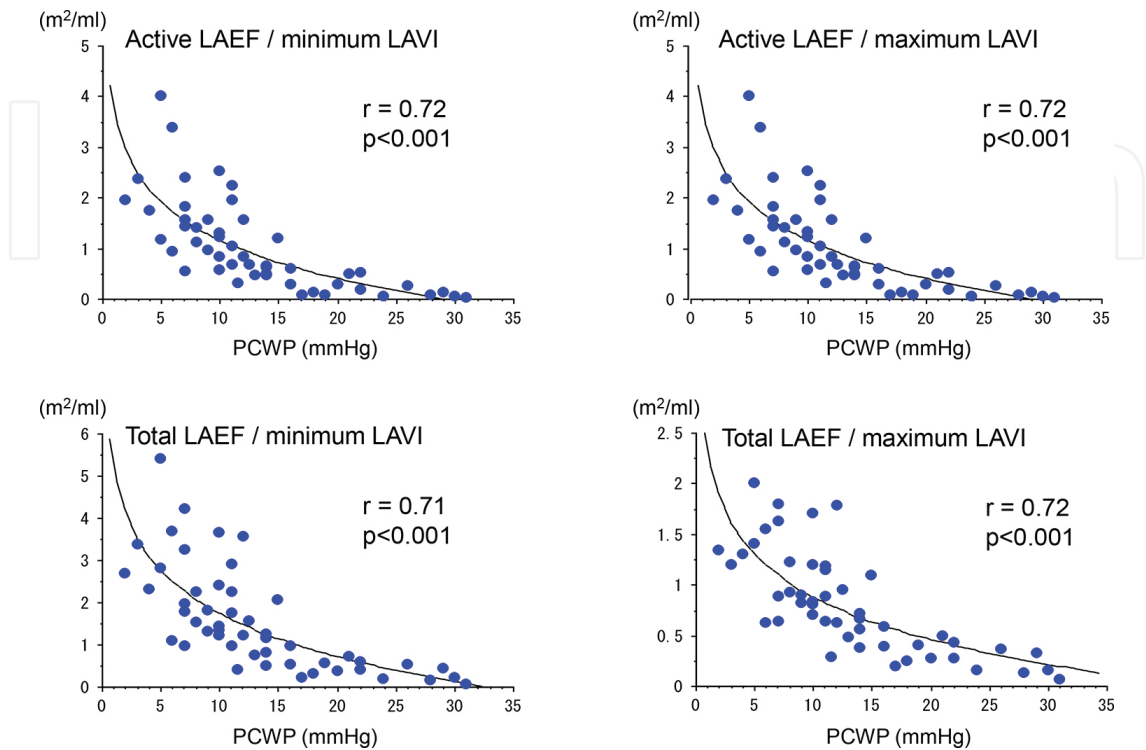 (m²/ml)
Active LAEF / minimum LAVI
5
4
3
2
1
0
r = 0.72
p<0.001
0 5 10 15 20 25 30 35
PCWP (mmHg)
(m²/ml)
Active LAEF / maximum LAVI
5
4
3
2
1
0
r = 0.72
p<0.001
0 5 10 15 20 25 30 35
PCWP (mmHg)
(m²/ml)
Total LAEF / minimum LAVI
6
5
4
3
2
1
0
r = 0.71
p<0.001
0 5 10 15 20 25 30 35
PCWP (mmHg)
(m²/ml)
Total LAEF / maximum LAVI
2.5
2
1.5
1
0.5
0
r = 0.72
p<0.001
0 5 10 15 20 25 30 35
PCWP (mmHg)